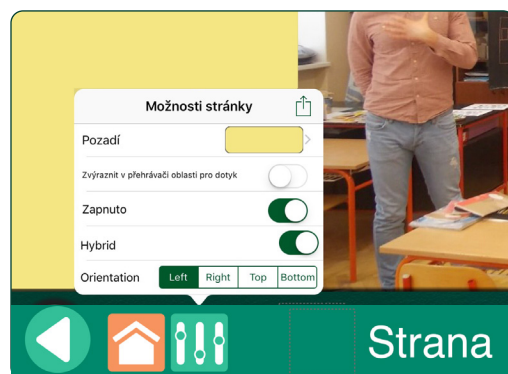 Možnosti stránky
Pozadí
Zvýraznit v přehrávači oblasti pro dotyk
Zapnuto
Hybrid
Orientation Left Right Top Bottom
Strana